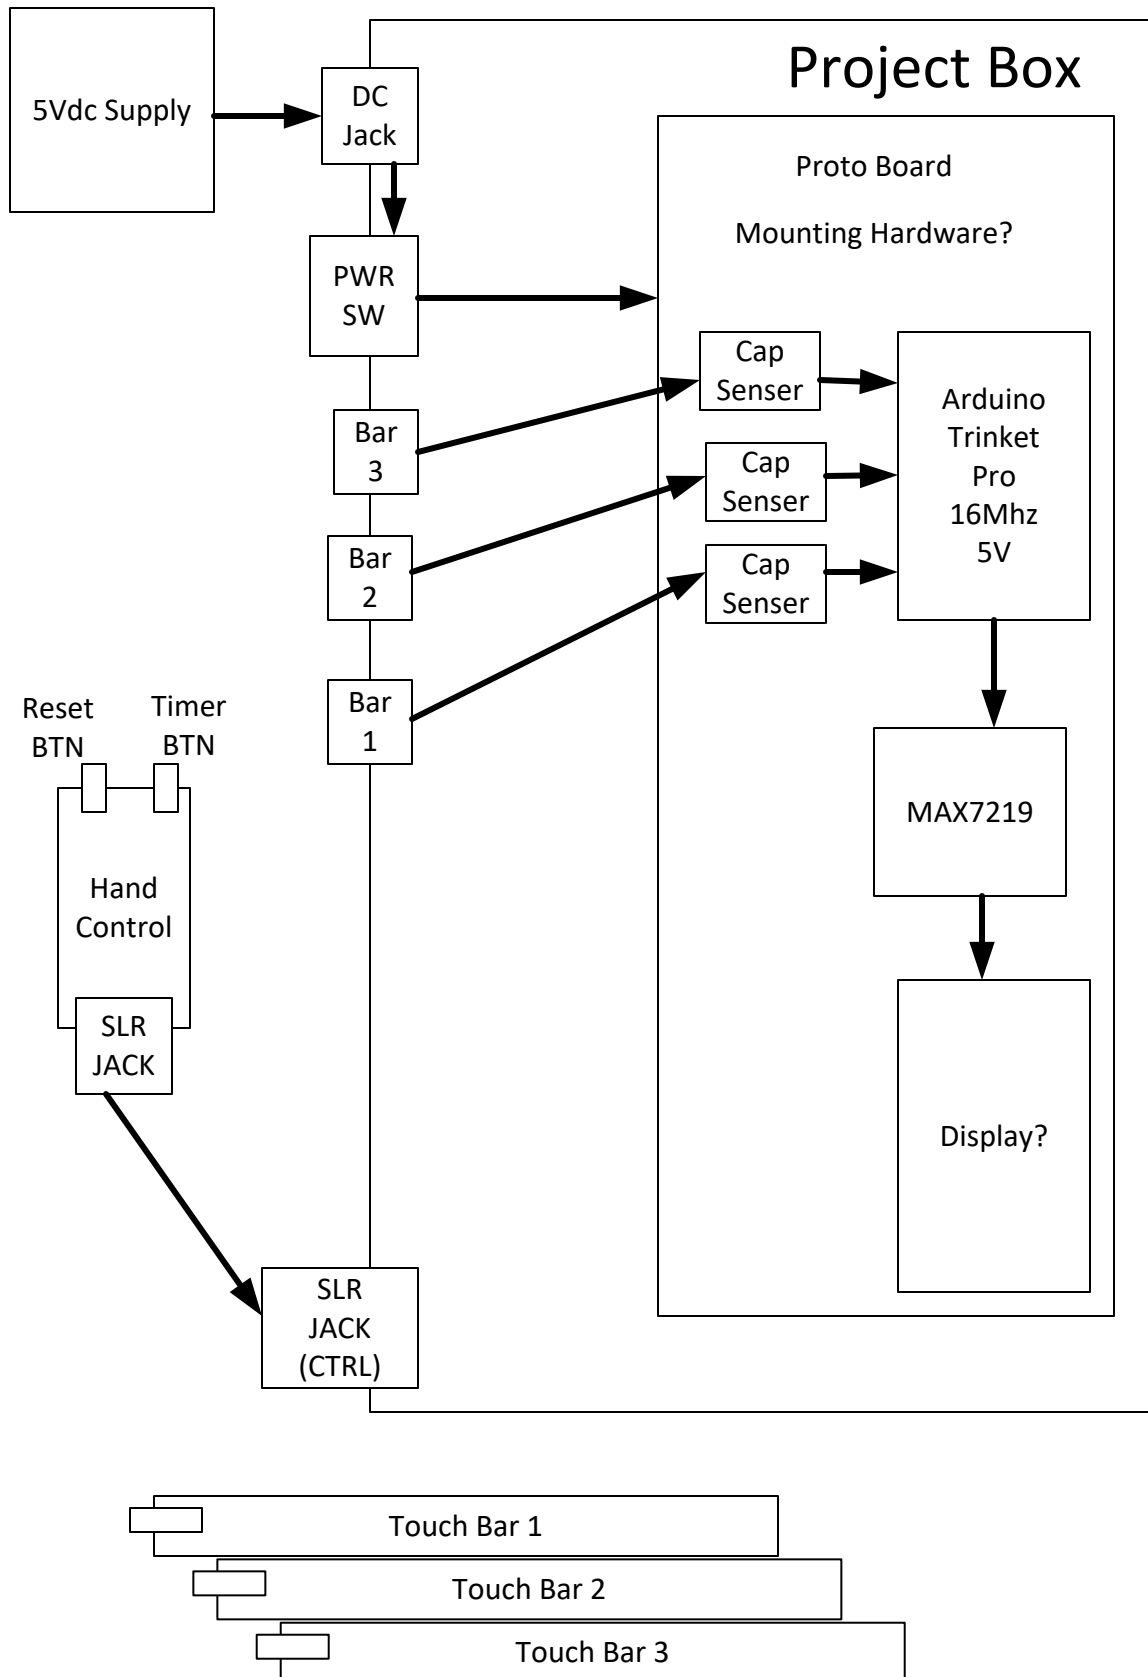 Project Box
5Vdc Supply
DC
Jack
PWR
SW
Proto Board
Mounting Hardware?
Bar
3
Bar
2
Bar
1
Cap
Senser
Cap
Senser
Cap
Senser
Arduino
Trinket
Pro
16Mhz
5V
MAX7219
Display?
Reset
BTN
Timer
BTN
Hand
Control
SLR
JACK
SLR
JACK
(CTRL)
Touch Bar 1
Touch Bar 2
Touch Bar 3